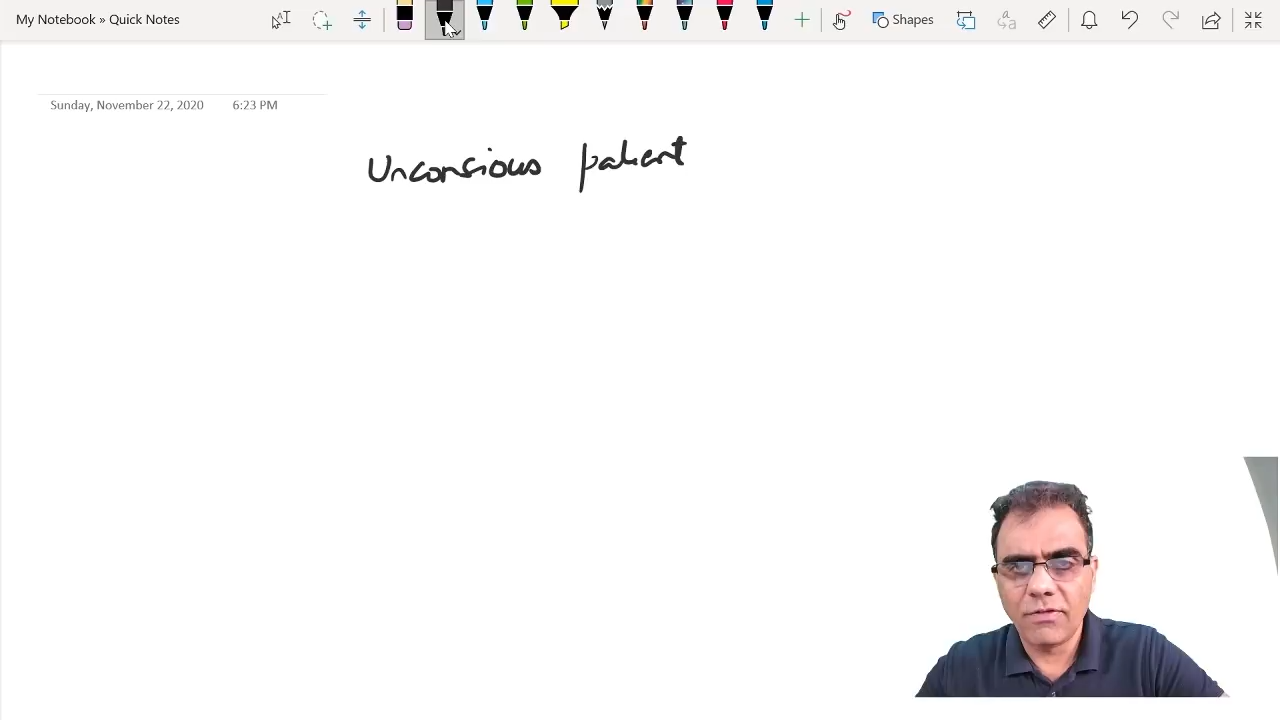 My Notebook » Quick Notes
Shapes
Sunday, November 22, 2020 6:23 PM
Unconscious patient